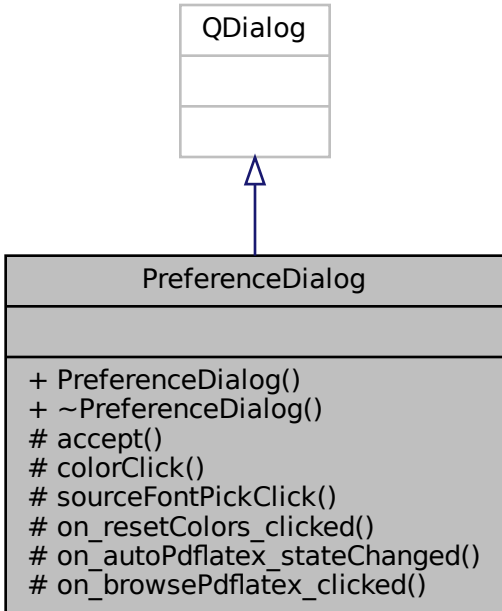 QDialog
PreferenceDialog
+ PreferenceDialog()
+ ~PreferenceDialog()
# accept()
# colorClick()
# sourceFontPickClick()
# on_resetColors_clicked()
# on_autoPdflatex_stateChanged()
# on_browsePdflatex_clicked()